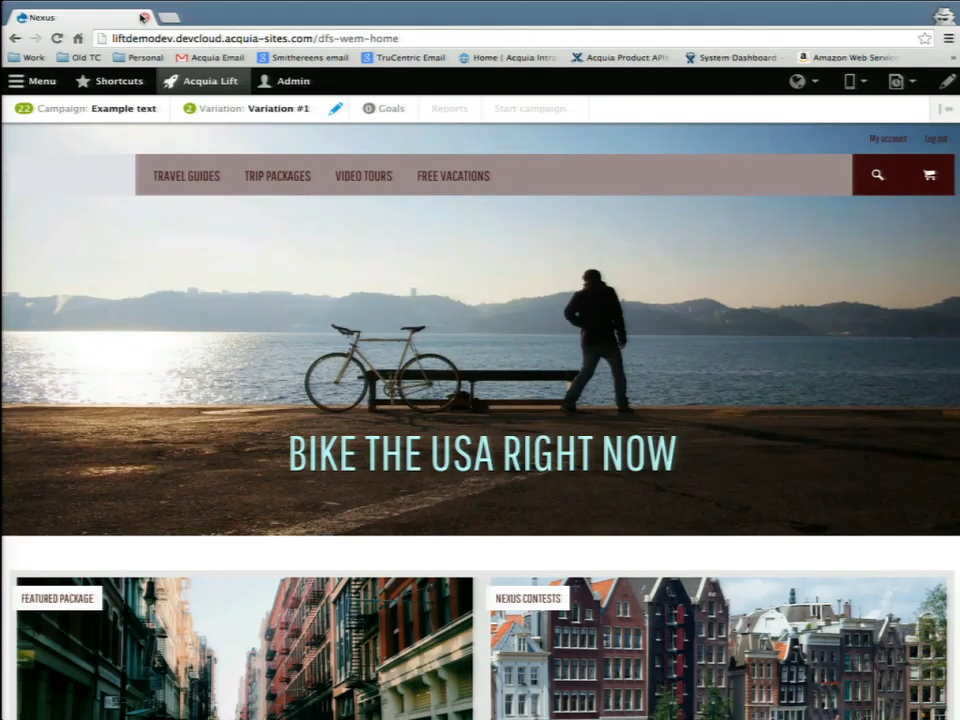 Nexus
liftdemodev.devcloud.acquia-sites.com/dfs-wem-home
Work Old TC Personal Acquia Email Smithereens email TruCentric Email Home | Acquia Intra Acquia Product APIs System Dashboard Amazon Web Service »
Menu Shortcuts Acquia Lift Admin
22 Campaign: Example text 2 Variation: Variation #1 0 Goals Reports Start campaign...
My account Log out
TRAVEL GUIDES TRIP PACKAGES VIDEO TOURS FREE VACATIONS
BIKE THE USA RIGHT NOW
FEATURED PACKAGE NEXUS CONTESTS